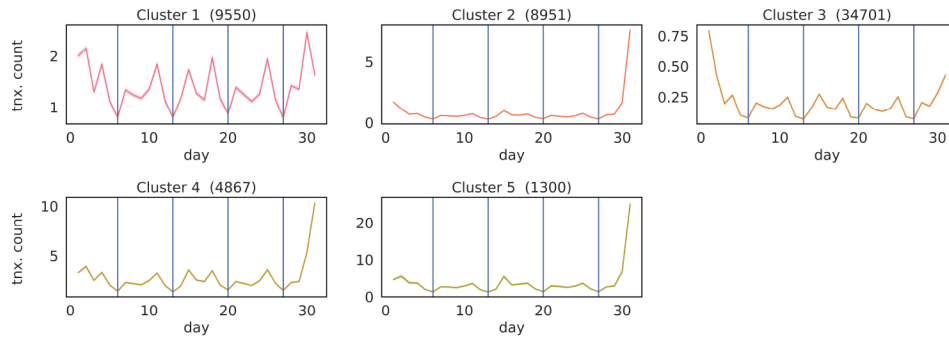 Cluster 1 (9550)
Cluster 2 (8951)
Cluster 3 (34701)
tnx. count
2
1
0 10 20 30
day
5
0
0 10 20 30
day
0.75
0.25
0 10 20 30
day
Cluster 4 (4867)
Cluster 5 (1300)
tnx. count
10
5
0 10 20 30
day
20
10
0
0 10 20 30
day